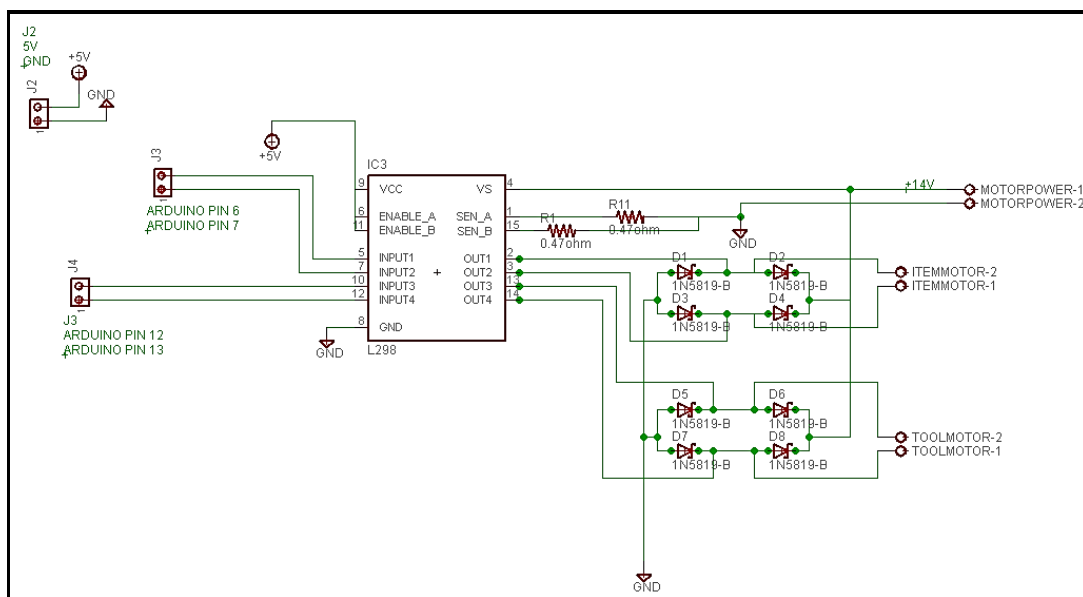 J2
5V
GND
+5V
J2
GND
1
+5V
J3
1
ARDUINO PIN 6
ARDUINO PIN 7
J4
1
J3
ARDUINO PIN 12
ARDUINO PIN 13
IC3
9 VCC VS 4
6 ENABLE_A SEN_A 1
11 ENABLE_B SEN_B 15
5 INPUT1 OUT1 2
7 INPUT2 OUT2 3
10 INPUT3 OUT3 13
12 INPUT4 OUT4 14
8 GND
L298
GND
R11
0.47ohm
R1
0.47ohm
GND
+14V
MOTORPOWER-1
MOTORPOWER-2
D1 D2
1N5819-B 1N5819-B
D3 D4
1N5819-B 1N5819-B
ITEMMOTOR-2
ITEMMOTOR-1
D5 D6
1N5819-B 1N5819-B
D7 D8
1N5819-B 1N5819-B
TOOLMOTOR-2
TOOLMOTOR-1
GND